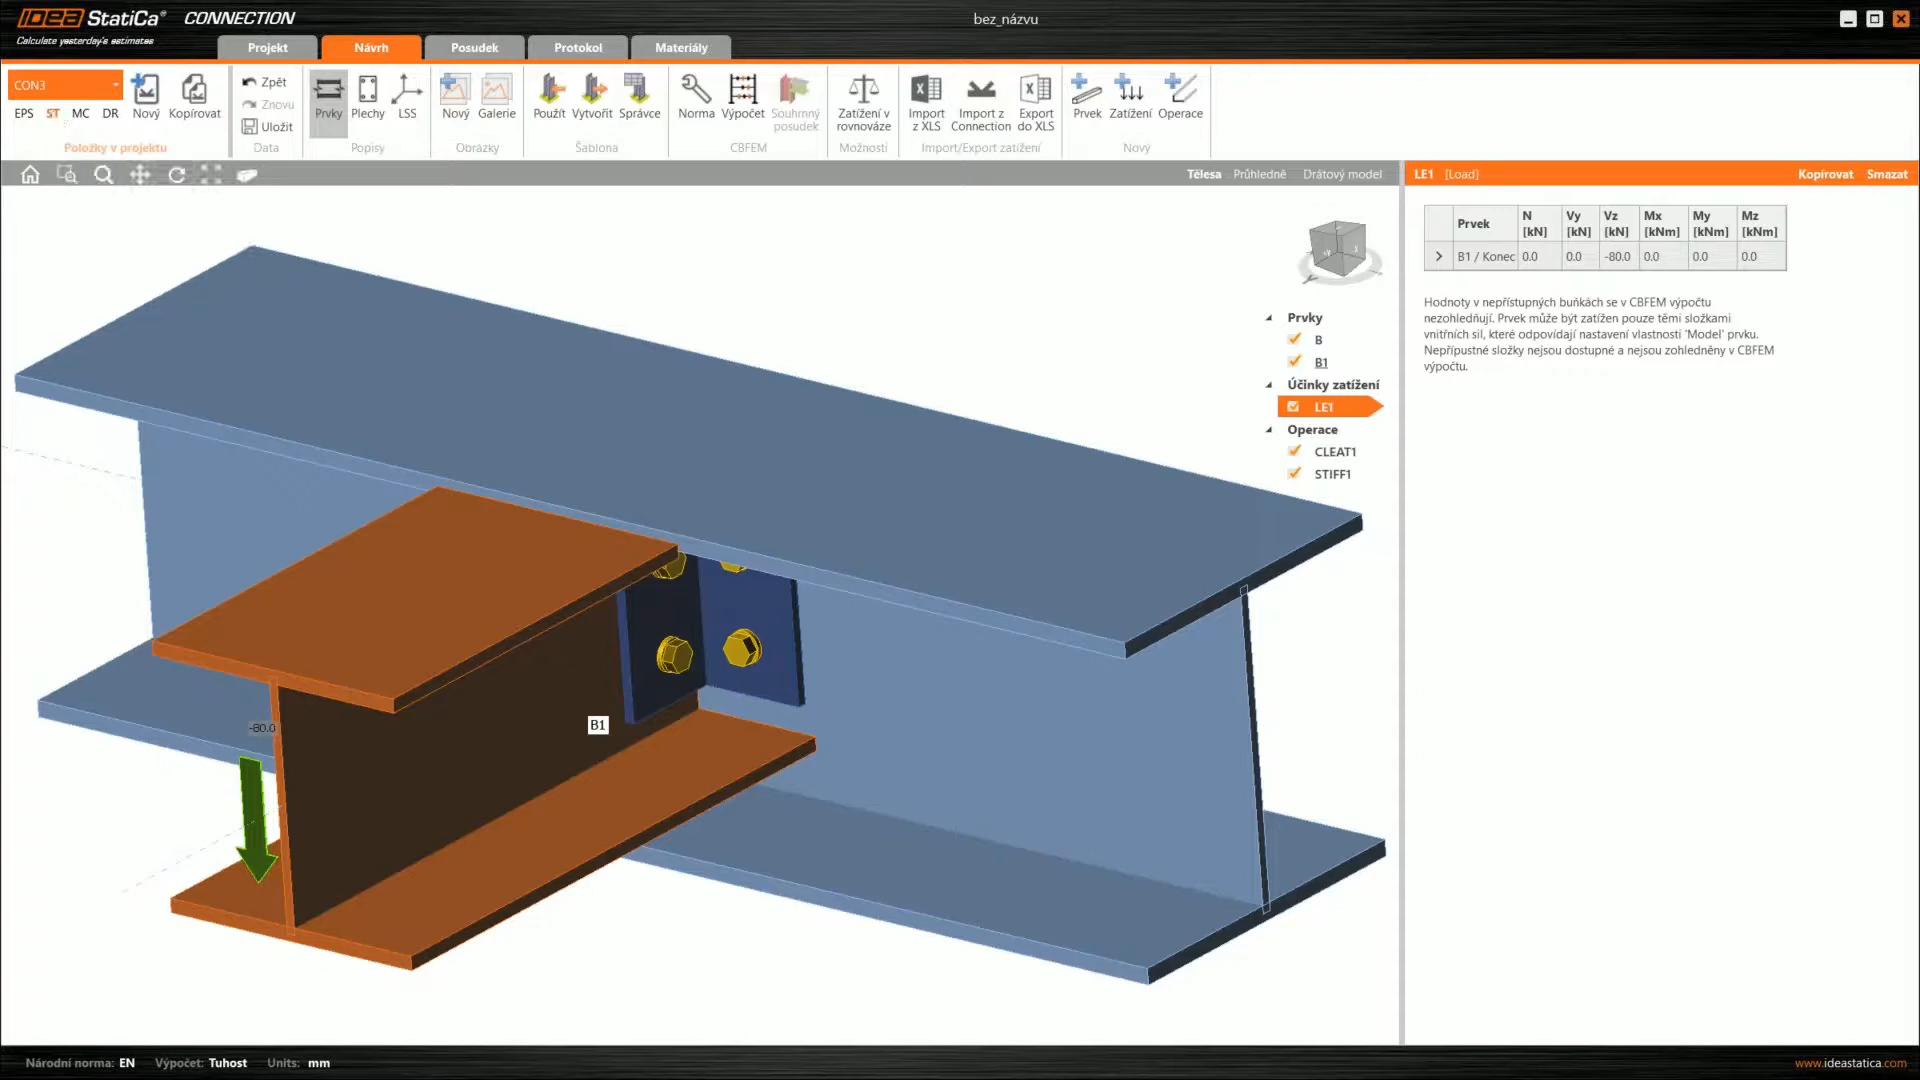 IDEA StatiCa® CONNECTION
Calculate yesterday's estimates
bez_názvu
Projekt Návrh Posudek Protokol Materiály
CON3
EPS ST MC DR Nový Kopírovat
Položky v projektu
Zpět
Znovu
Uložit
Data
Prvky Plechy LSS
Popisy
Nový Galerie
Obrázky
Použít Vytvořit Správce
Šablona
Norma Výpočet Souhrnný posudek
CBFEM
Zatížení v rovnováze
Možnosti
Import z XLS Import z Connection Export do XLS
Import/Export zatížení
Prvek Zatížení Operace
Nový
Tělesa Průhledně Drátový model
LE1 [Load] Kopírovat Smazat
Prvek N [kN] Vy [kN] Vz [kN] Mx [kNm] My [kNm] Mz [kNm]
B1 / Konec 0.0 0.0 -80.0 0.0 0.0 0.0
Hodnoty v nepřístupných buňkách se v CBFEM výpočtu
nezohledňují. Prvek může být zatížen pouze těmi složkami
vnitřních sil, které odpovídají nastavení vlastností 'Model' prvku.
Nepřípustné složky nejsou dostupné a nejsou zohledněny v CBFEM
výpočtu.
Prvky
B
B1
Účinky zatížení
LE1
Operace
CLEAT1
STIFF1
B1
-80.0
Národní norma: EN Výpočet: Tuhost Units: mm
www.ideastatica.com